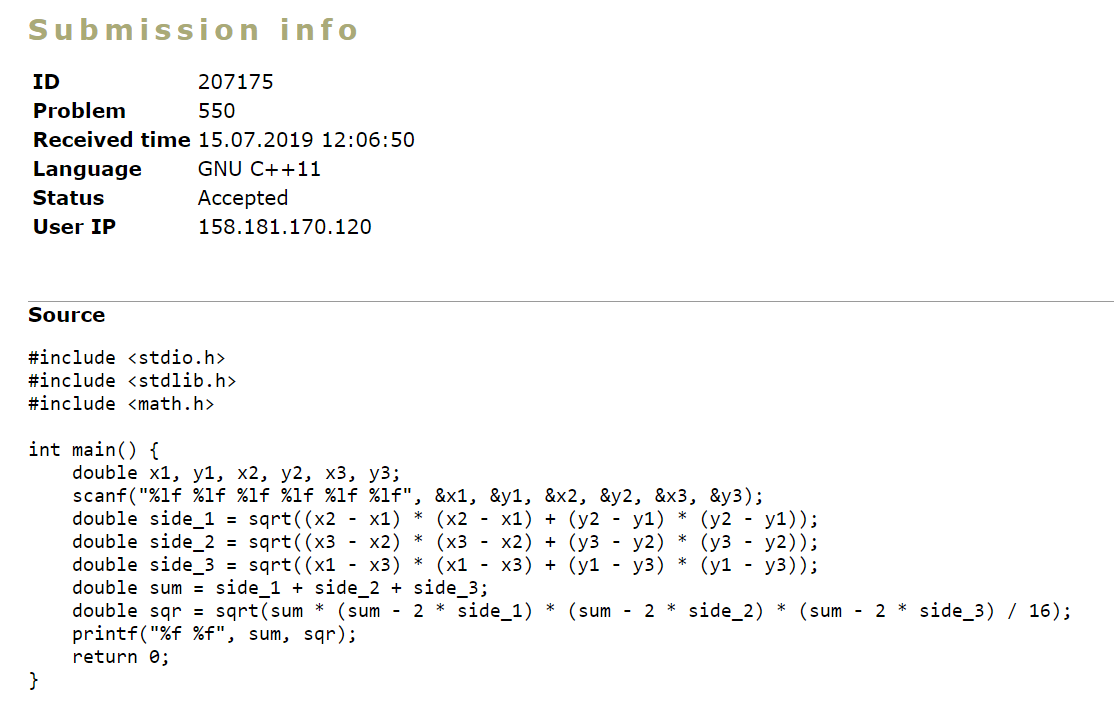 Submission info
ID 207175
Problem 550
Received time 15.07.2019 12:06:50
Language GNU C++11
Status Accepted
User IP 158.181.170.120
Source
#include <stdio.h>
#include <stdlib.h>
#include <math.h>
int main() {
    double x1, y1, x2, y2, x3, y3;
    scanf("%lf %lf %lf %lf %lf %lf", &x1, &y1, &x2, &y2, &x3, &y3);
    double side_1 = sqrt((x2 - x1) * (x2 - x1) + (y2 - y1) * (y2 - y1));
    double side_2 = sqrt((x3 - x2) * (x3 - x2) + (y3 - y2) * (y3 - y2));
    double side_3 = sqrt((x1 - x3) * (x1 - x3) + (y1 - y3) * (y1 - y3));
    double sum = side_1 + side_2 + side_3;
    double sqr = sqrt(sum * (sum - 2 * side_1) * (sum - 2 * side_2) * (sum - 2 * side_3) / 16);
    printf("%f %f", sum, sqr);
    return 0;
}